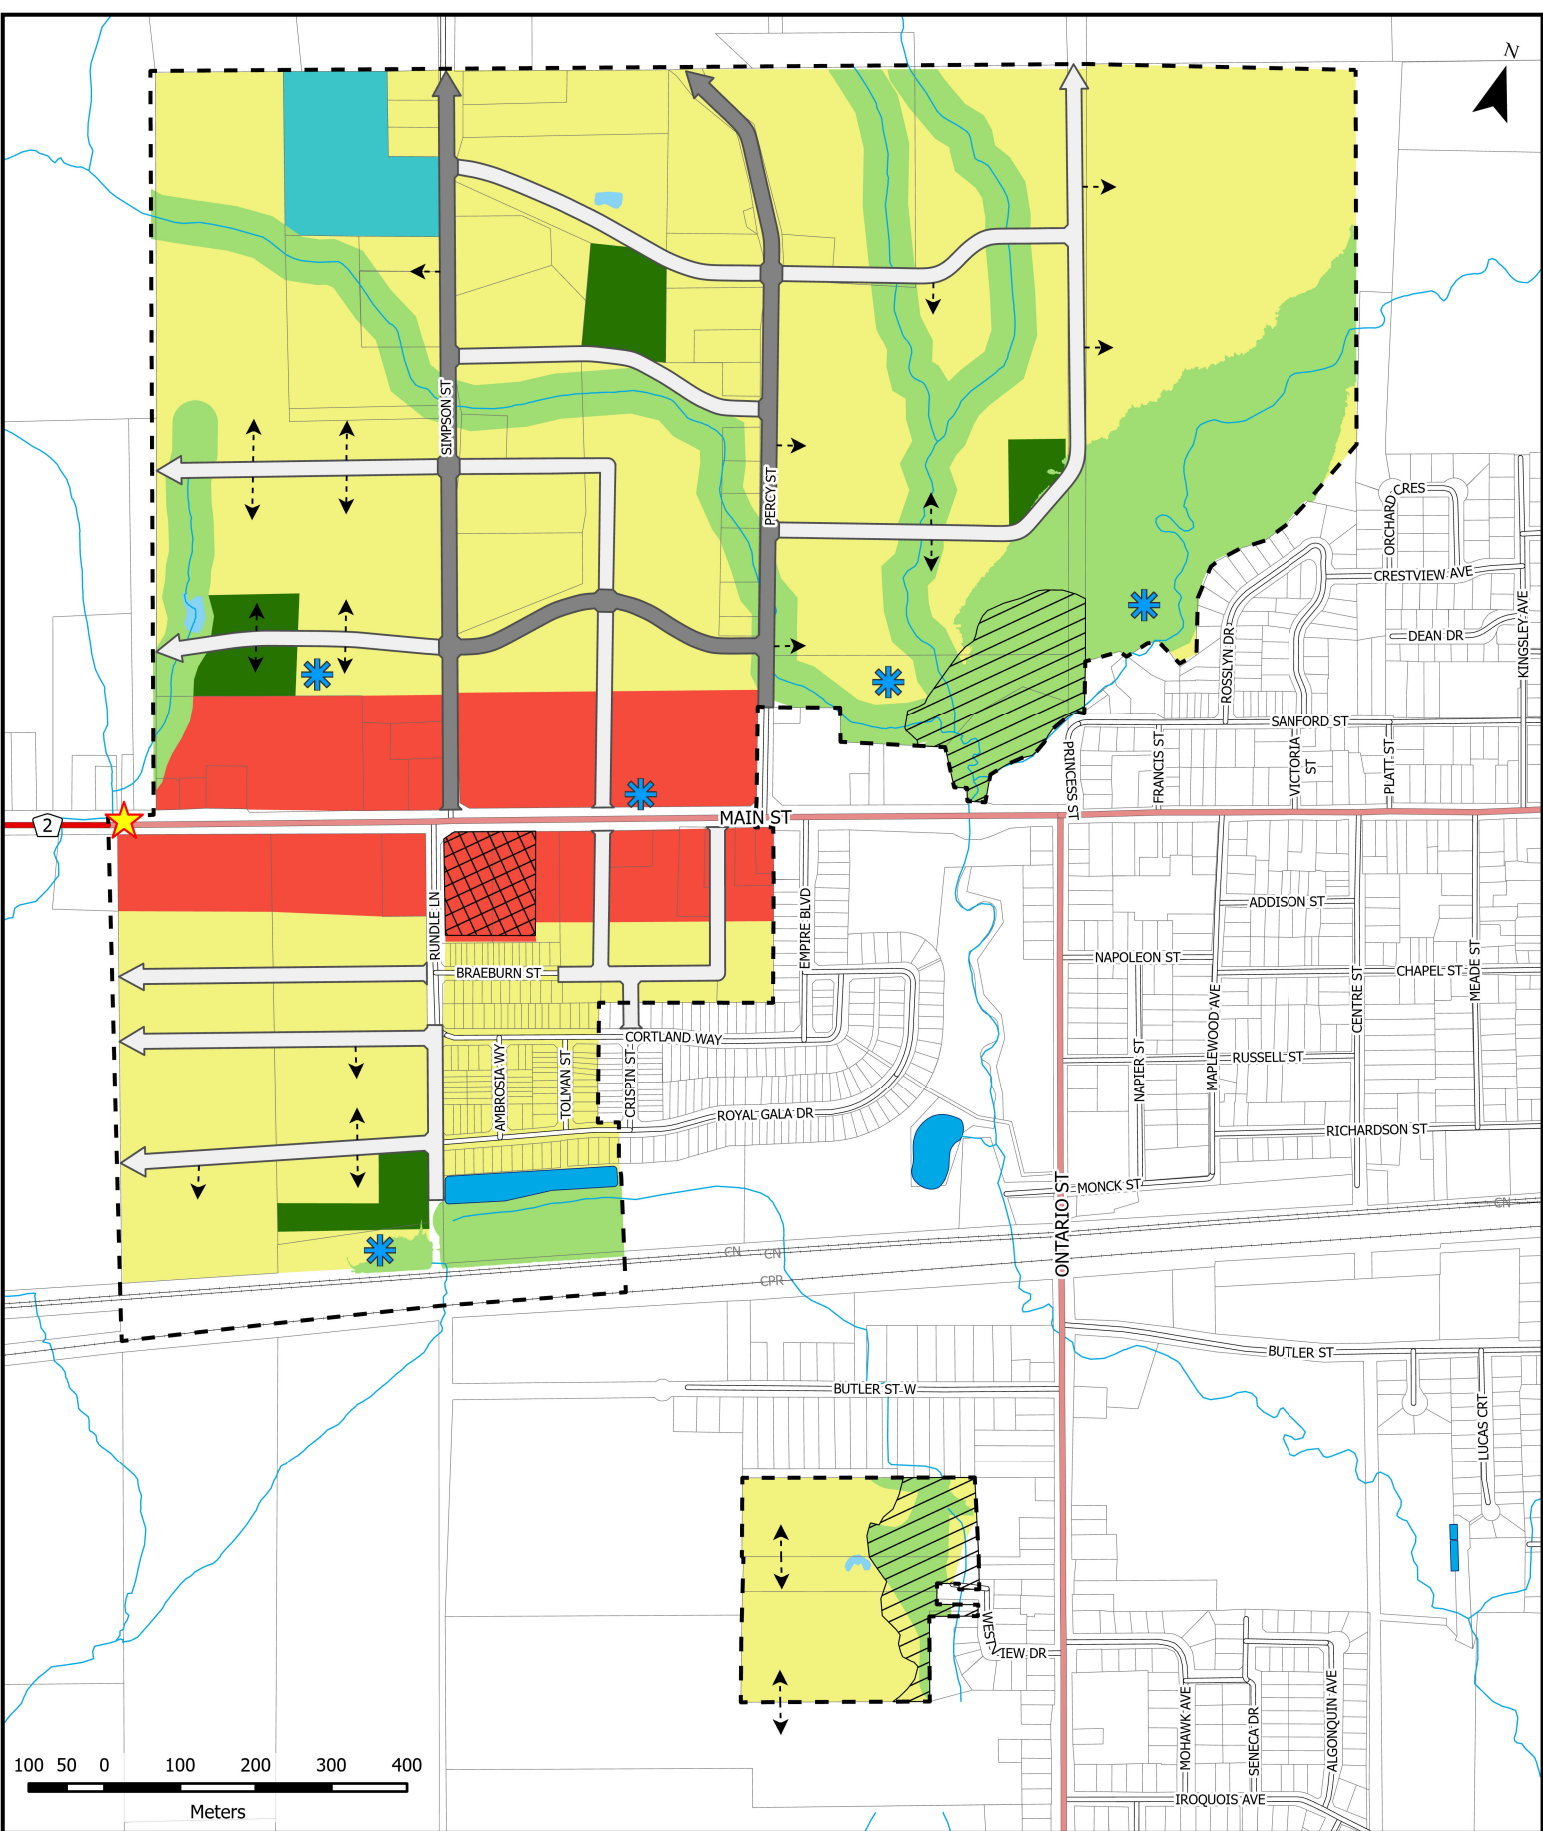 N
CRES
ORCHARD
CRESTVIEW AVE
KINGSLEY AVE
DEAN DR
ROSSLYN DR
SIMPSON ST
PERCY ST
SANFORD ST
PRINCESS ST
FRANCIS ST
VICTORIA
ST
PLATT ST
2
MAIN ST
RUNDLE LN
EMPIRE BLVD
ADDISON ST
BRAEBURN ST
NAPOLEON ST
CHAPEL ST
MEADE ST
CENTRE ST
MAPLEWOOD AVE
CORTLAND WAY
AMBROSIA WY
TOLMAN ST
CRISPIN ST
NAPIER ST
RUSSELL ST
ROYAL GALA DR
RICHARDSON ST
MONCK ST
ONTARIO ST
CN
CN
CN
CPR
BUTLER ST
BUTLER ST W
LUCAS CRT
WEST
IEW DR
MOHAWK AVE
SENECA DR
ALGONQUIN AVE
IROQUOIS AVE
100 50 0 100 200 300 400
Meters